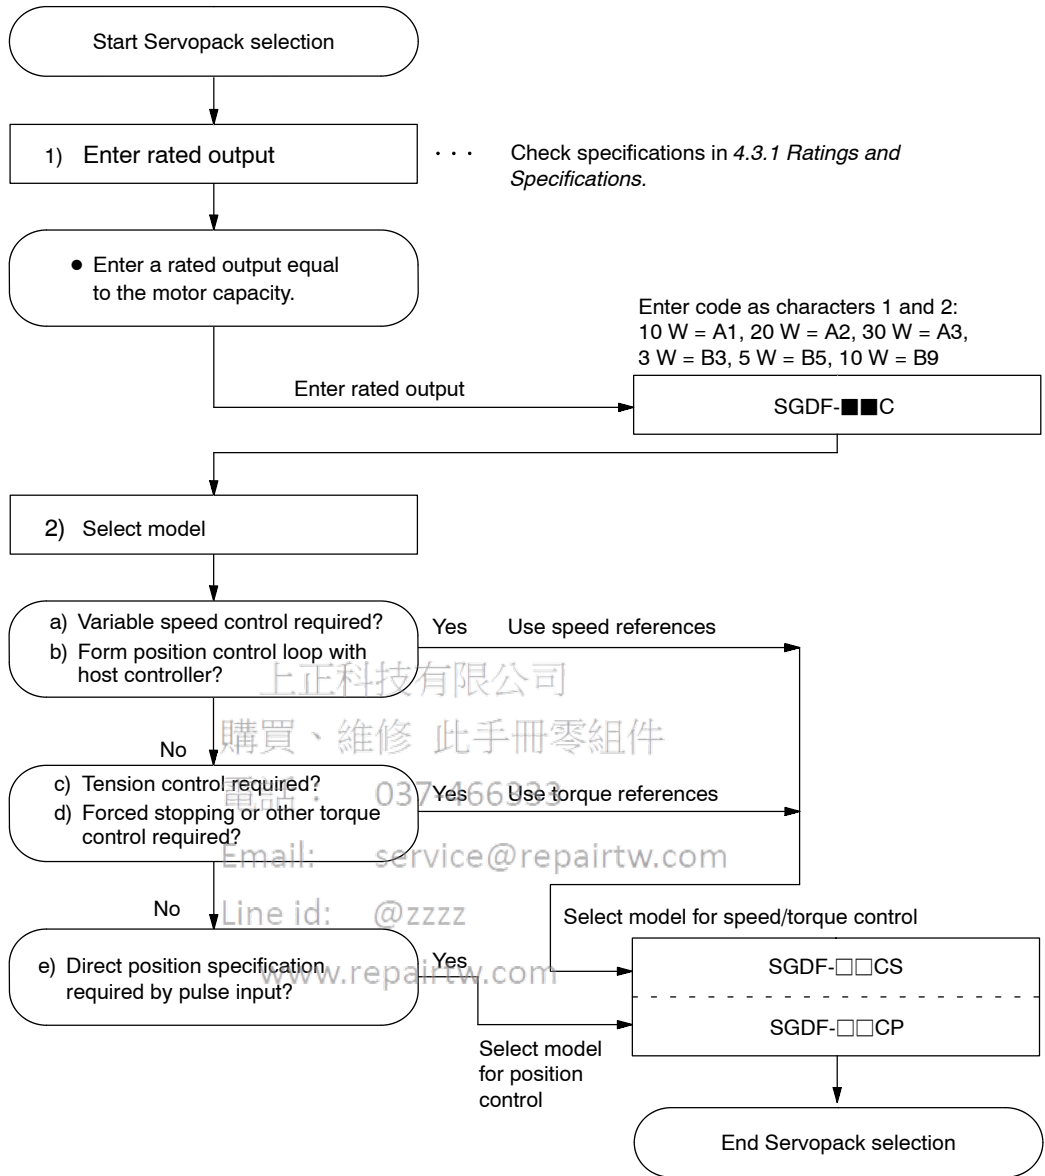 Start Servopack selection
1) Enter rated output
· · · Check specifications in 4.3.1 Ratings and
Specifications.
● Enter a rated output equal
to the motor capacity.
Enter code as characters 1 and 2:
10 W = A1, 20 W = A2, 30 W = A3,
3 W = B3, 5 W = B5, 10 W = B9
Enter rated output
SGDF-■■C
2) Select model
a) Variable speed control required?
b) Form position control loop with
host controller?
Yes Use speed references
上正科技有限公司
購買、維修 此手冊零組件
No
c) Tension control required?
d) Forced stopping or other torque
control required?
Yes Use torque references
電話： 037-466333
Email: service@repairtw.com
No
Line id: @zzzz
Select model for speed/torque control
e) Direct position specification
required by pulse input?
Yes
www.repairtw.com
SGDF-□□CS
SGDF-□□CP
Select model
for position
control
End Servopack selection